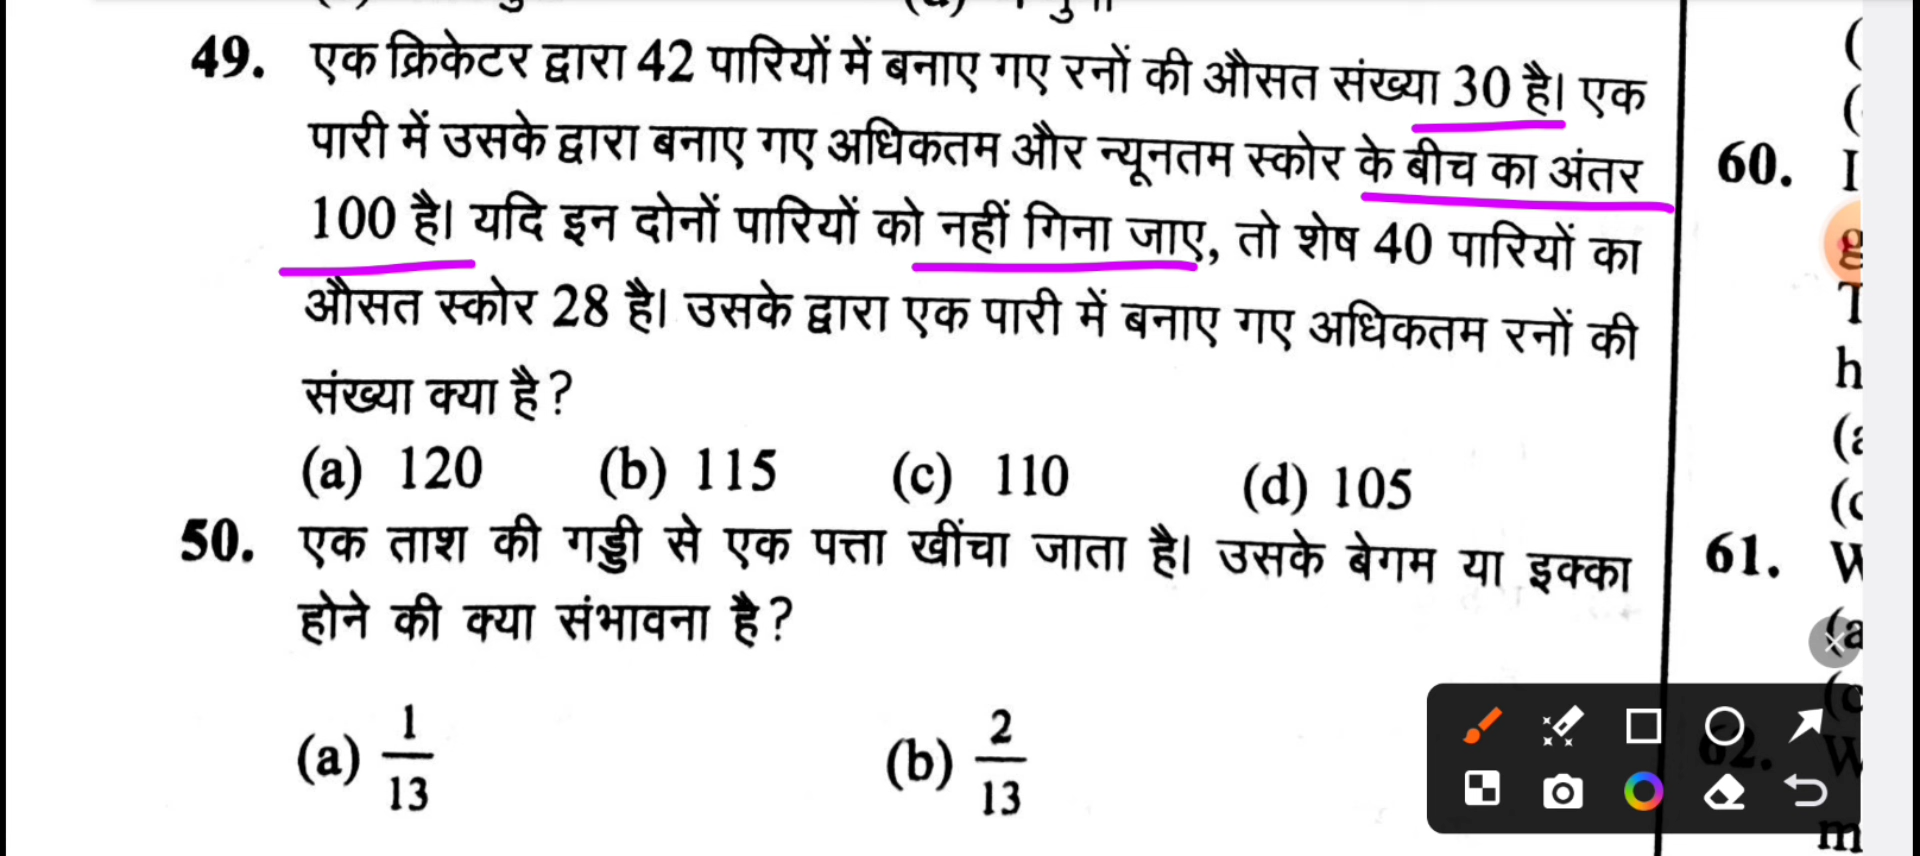 49. एक क्रिकेटर द्वारा 42 पारियों में बनाए गए रनों की औसत संख्या 30 है। एक
पारी में उसके द्वारा बनाए गए अधिकतम और न्यूनतम स्कोर के बीच का अंतर
100 है। यदि इन दोनों पारियों को नहीं गिना जाए, तो शेष 40 पारियों का
औसत स्कोर 28 है। उसके द्वारा एक पारी में बनाए गए अधिकतम रनों की
संख्या क्या है?
(a) 120 (b) 115 (c) 110 (d) 105
50. एक ताश की गड्डी से एक पत्ता खींचा जाता है। उसके बेगम या इक्का
होने की क्या संभावना है?
(a) 1/13 (b) 2/13
60. I
61. W
62. W